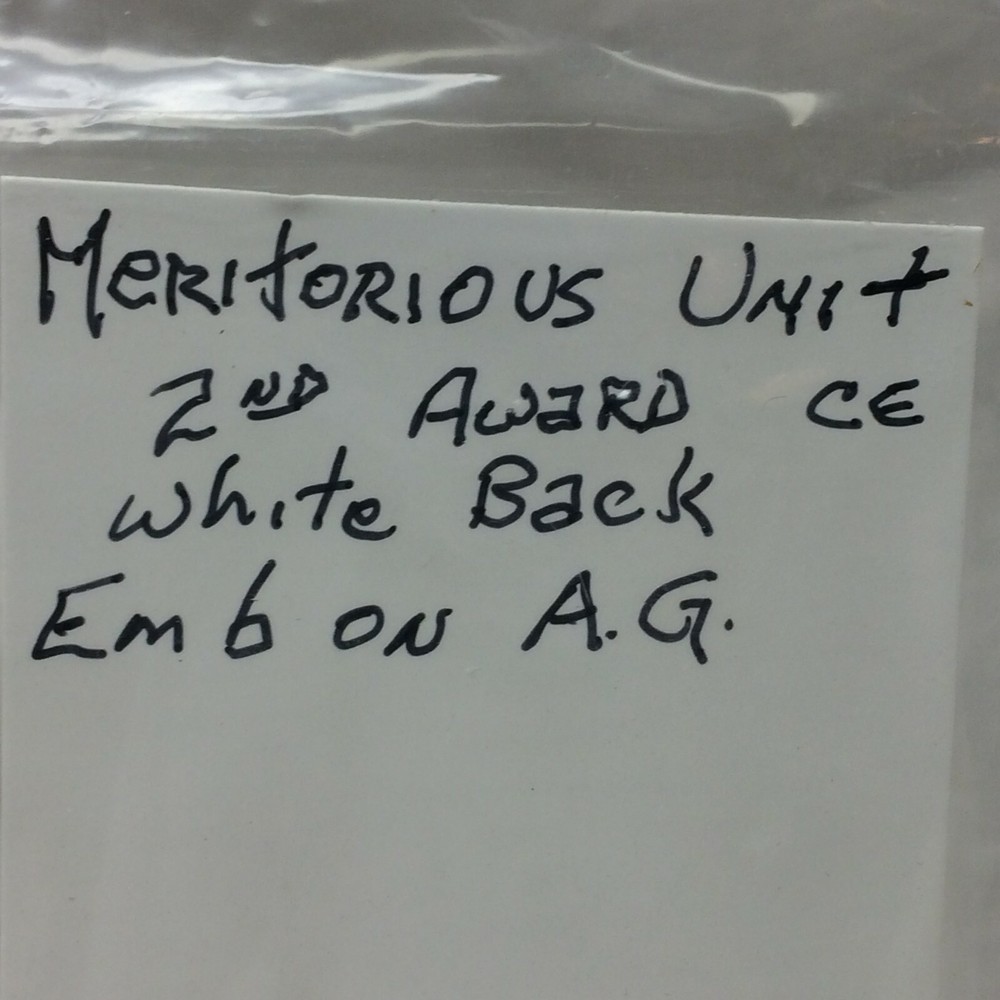 Meritorious Unit
2ND Award CE
white Back
Emb on A.G.